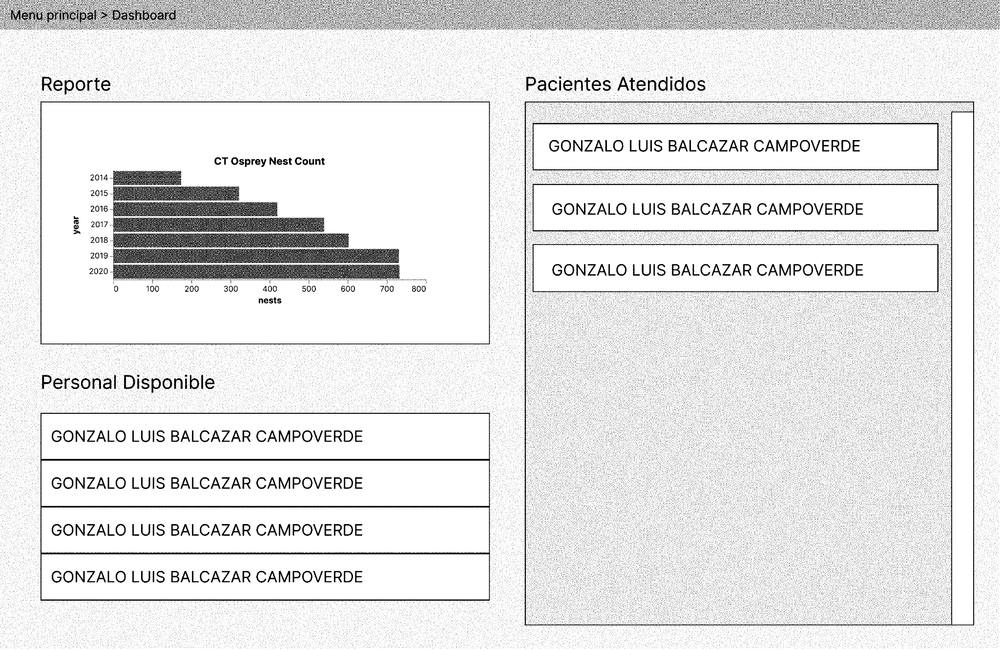 Menu principal > Dashboard
Reporte
CT Osprey Nest Count
2014
2015
2016
2017
2018
2019
2020
year
0 100 200 300 400 500 600 700 800
nests
Personal Disponible
GONZALO LUIS BALCAZAR CAMPOVERDE
GONZALO LUIS BALCAZAR CAMPOVERDE
GONZALO LUIS BALCAZAR CAMPOVERDE
GONZALO LUIS BALCAZAR CAMPOVERDE
Pacientes Atendidos
GONZALO LUIS BALCAZAR CAMPOVERDE
GONZALO LUIS BALCAZAR CAMPOVERDE
GONZALO LUIS BALCAZAR CAMPOVERDE